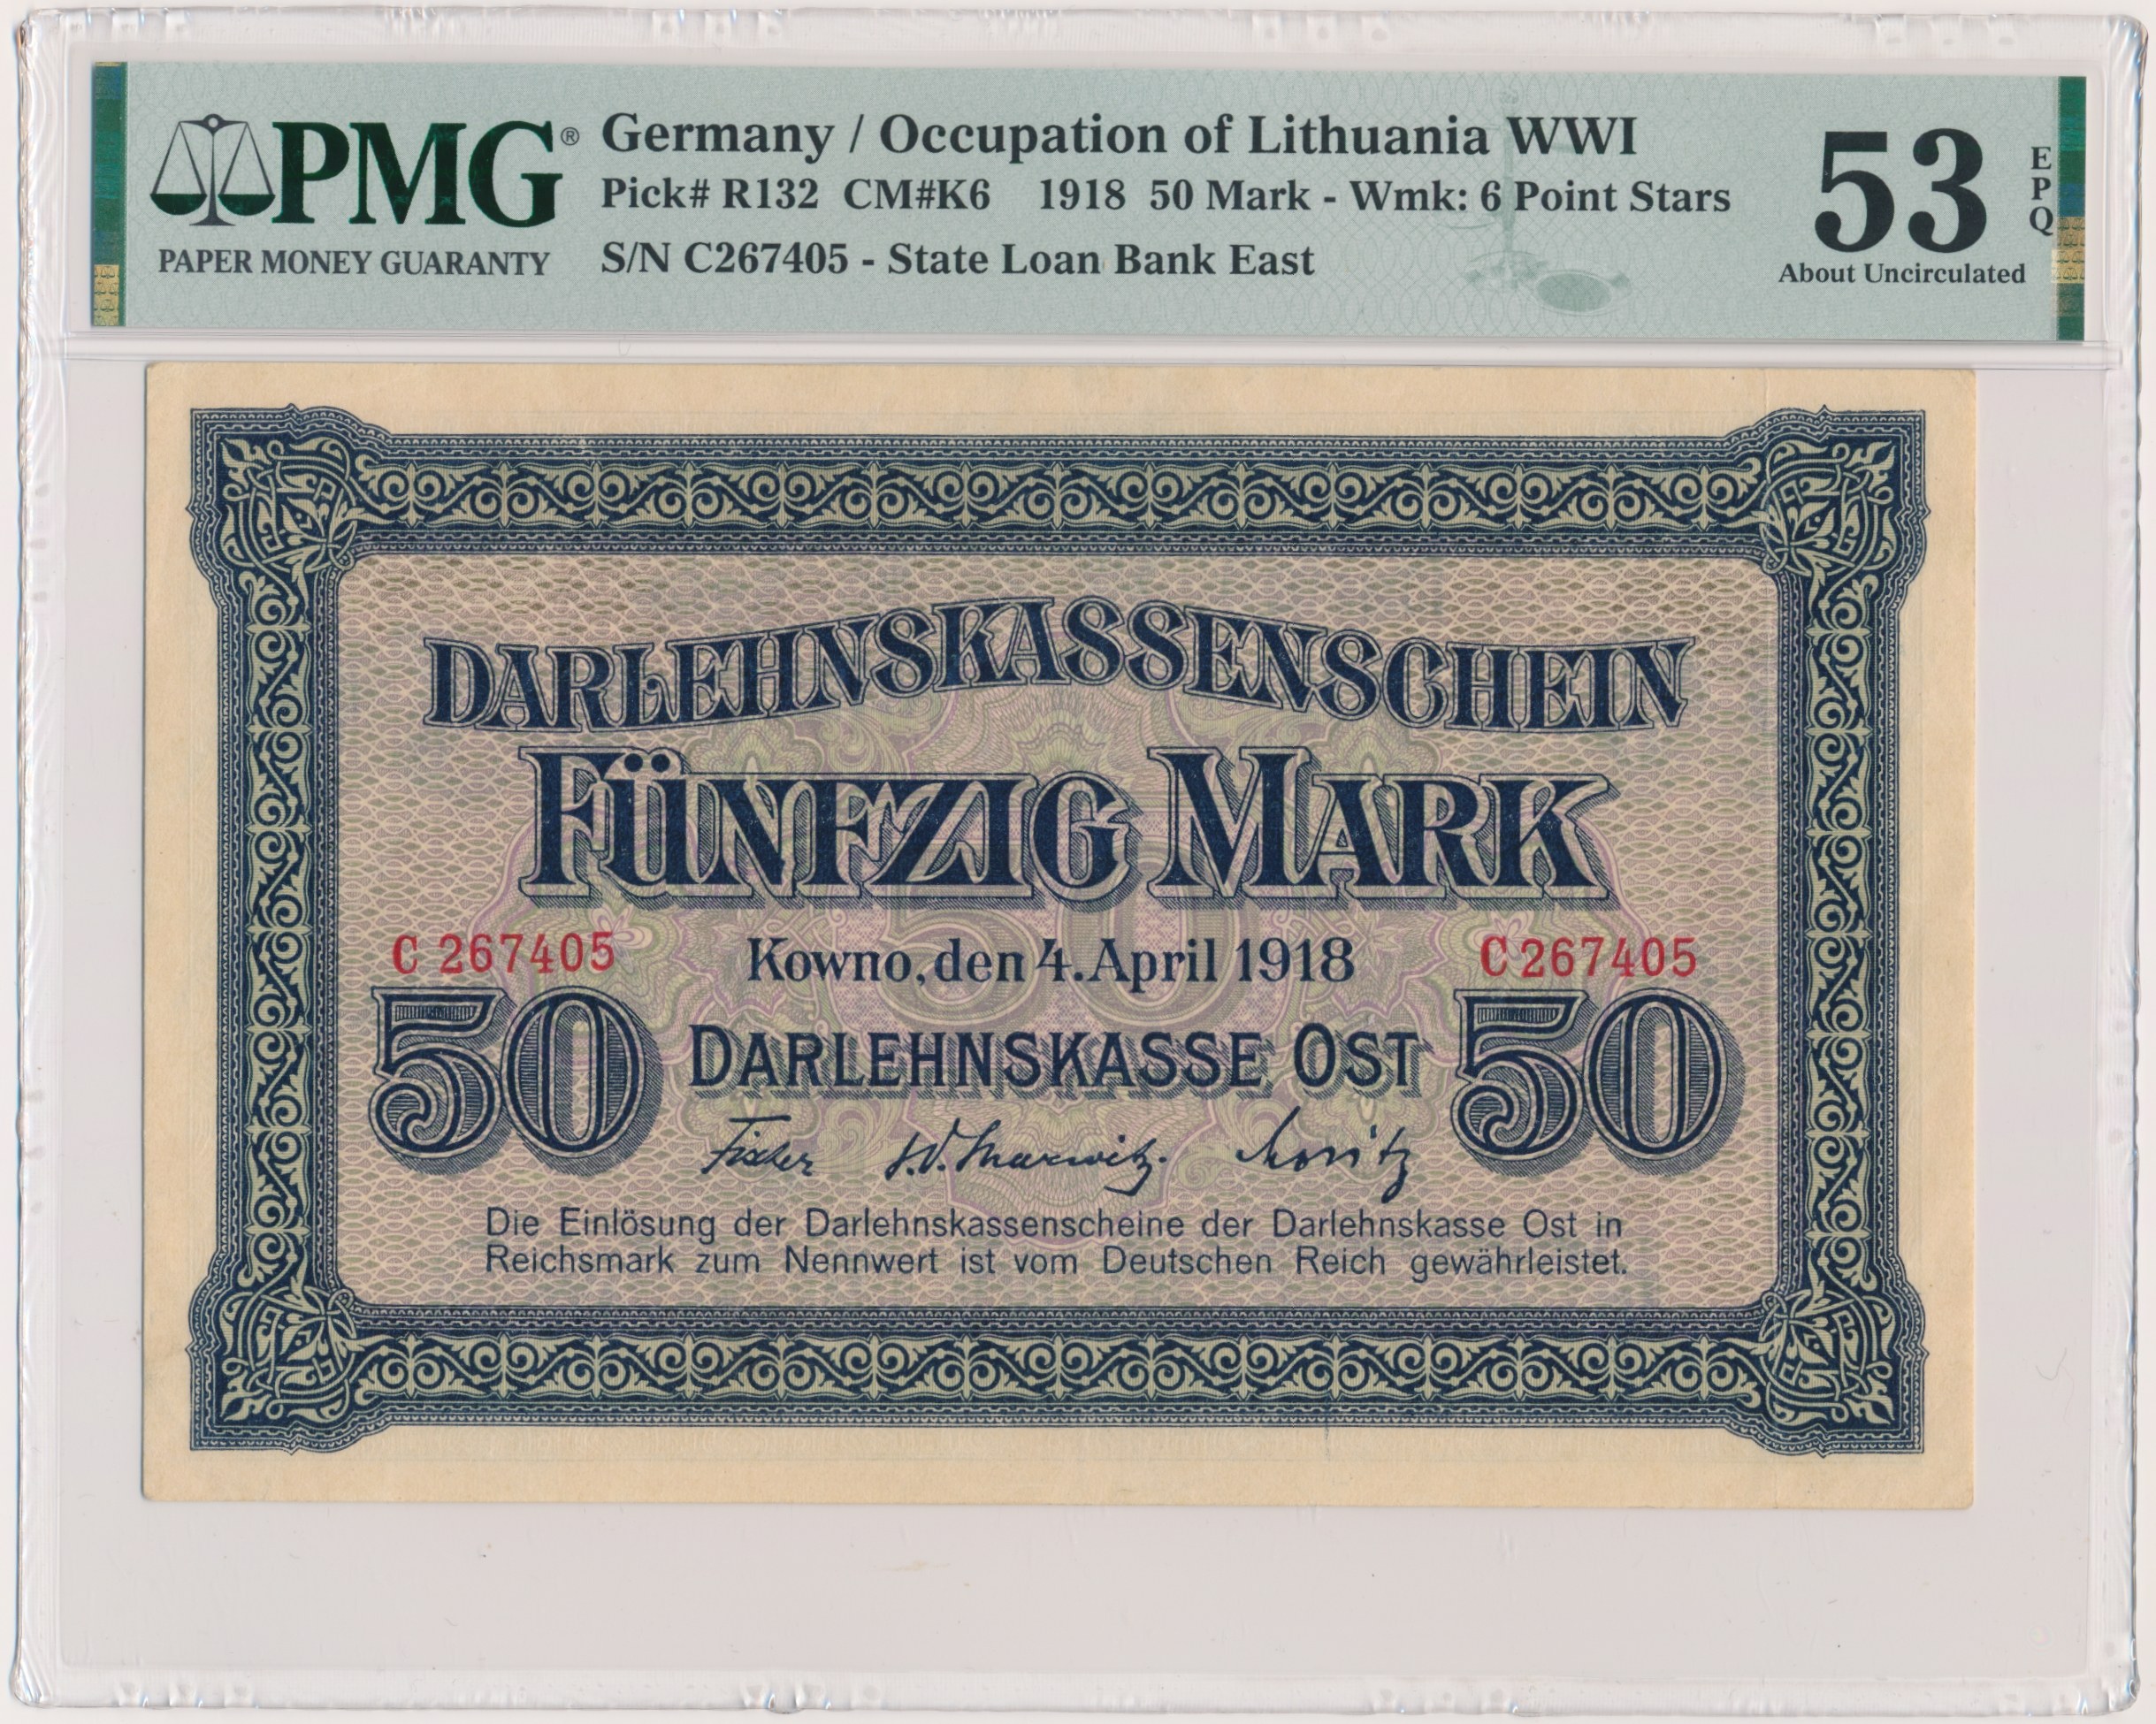 PMG®
PAPER MONEY GUARANTY
Germany / Occupation of Lithuania WWI
Pick# R132 CM#K6 1918 50 Mark - Wmk: 6 Point Stars
S/N C267405 - State Loan Bank East
53
EPQ
About Uncirculated
DARLEHNSKASSENSCHEIN
FÜNFZIG MARK
C 267405
Kowno, den 4. April 1918
C 267405
50
DARLEHNSKASSE OST
50
Fischer
Moritz
Die Einlösung der Darlehnskassenscheine der Darlehnskasse Ost in
Reichsmark zum Nennwert ist vom Deutschen Reich gewährleistet.